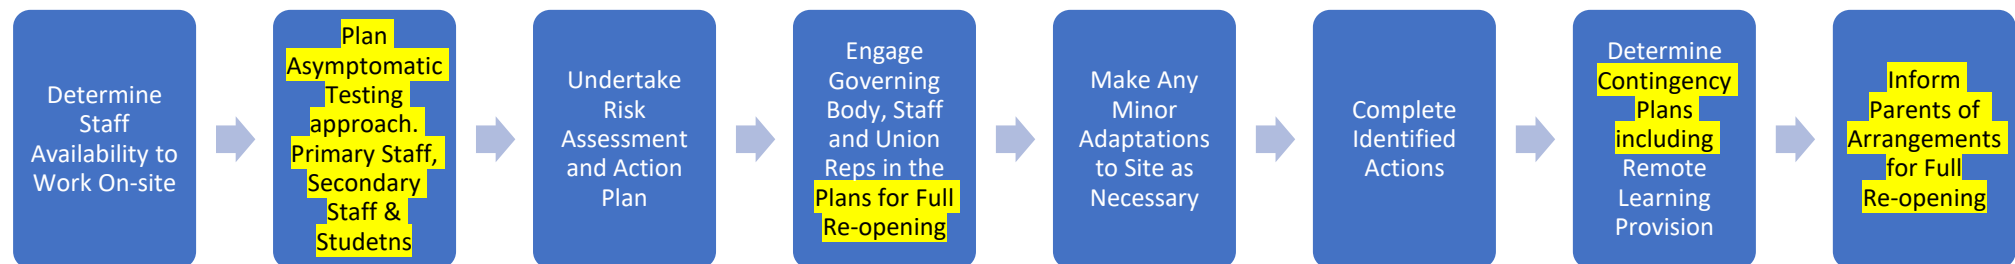 Determine
Staff
Availability to
Work On-site
Plan
Asymptomatic
Testing
approach.
Primary Staff,
Secondary
Staff &
Studetns
Undertake
Risk
Assessment
and Action
Plan
Engage
Governing
Body, Staff
and Union
Reps in the
Plans for Full
Re-opening
Make Any
Minor
Adaptations
to Site as
Necessary
Complete
Identified
Actions
Determine
Contingency
Plans
including
Remote
Learning
Provision
Inform
Parents of
Arrangements
for Full
Re-opening